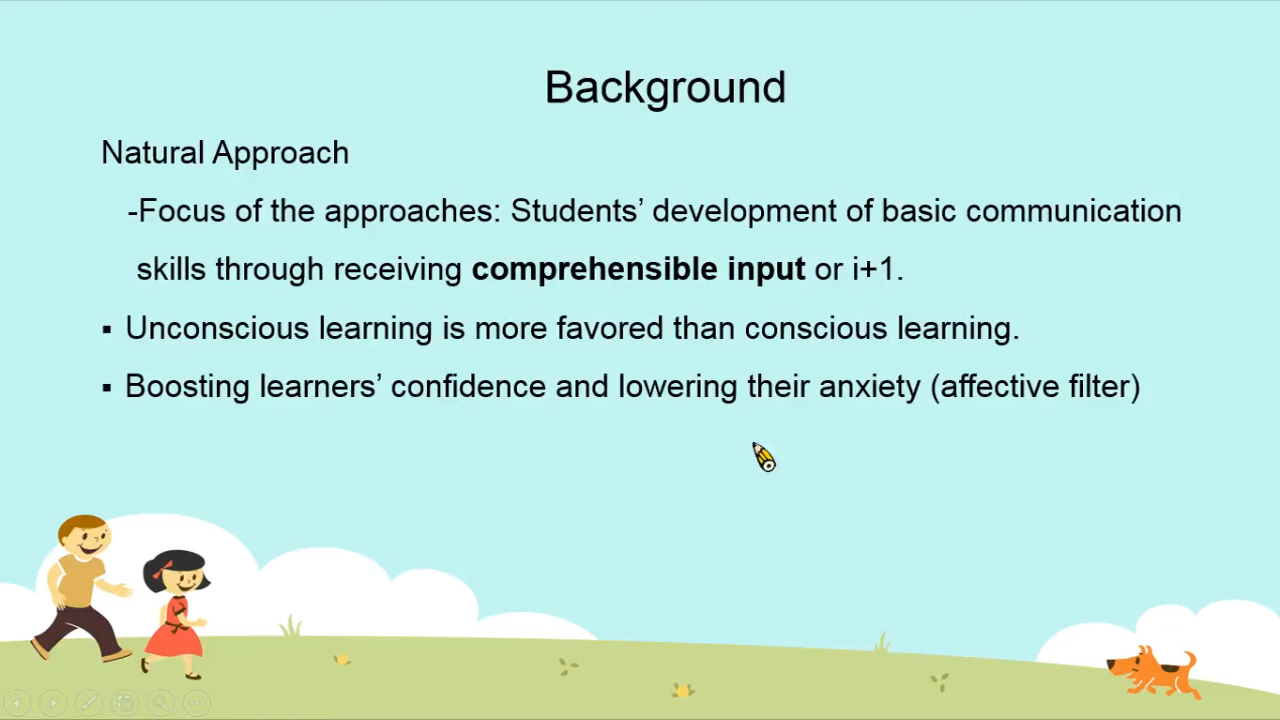 Background
Natural Approach
-Focus of the approaches: Students’ development of basic communication
skills through receiving comprehensible input or i+1.
▪ Unconscious learning is more favored than conscious learning.
▪ Boosting learners’ confidence and lowering their anxiety (affective filter)